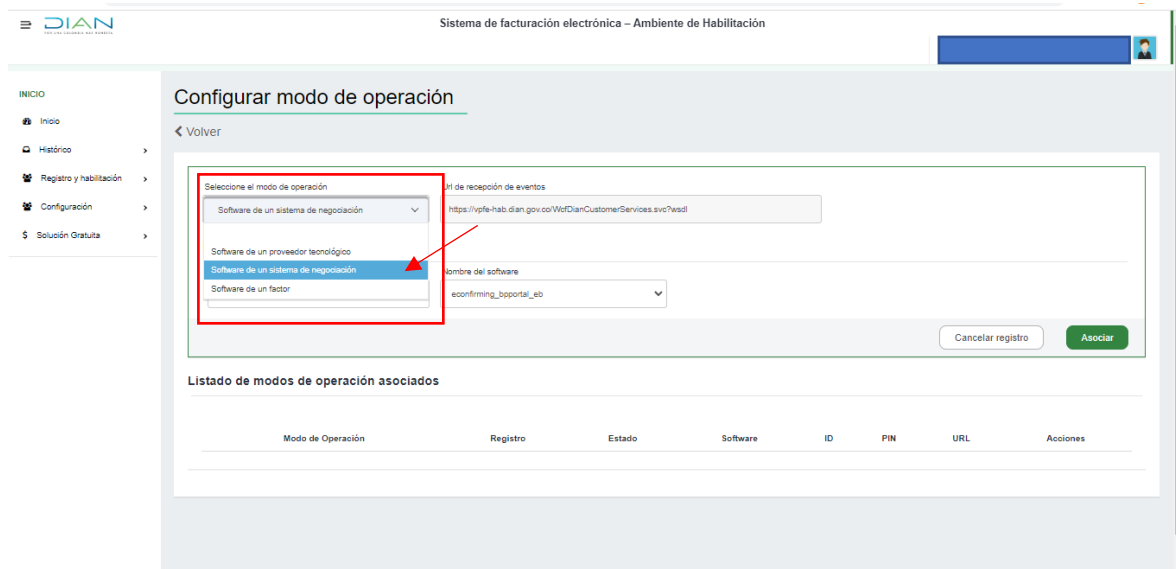 DIAN
Sistema de facturación electrónica – Ambiente de Habilitación
INICIO
Inicio
Histórico
Registro y habilitación
Configuración
$ Solución Gratuita
Configurar modo de operación
Volver
Seleccione el modo de operación
Url de recepción de eventos
Software de un sistema de negociación
https://vpfe-hab.dian.gov.co/WcfDianCustomerServices.svc?wsdl
Software de un proveedor tecnológico
Software de un sistema de negociación
Software de un factor
Nombre del software
econfirming_bpportal_eb
Cancelar registro
Asociar
Listado de modos de operación asociados
Modo de Operación Registro Estado Software ID PIN URL Acciones